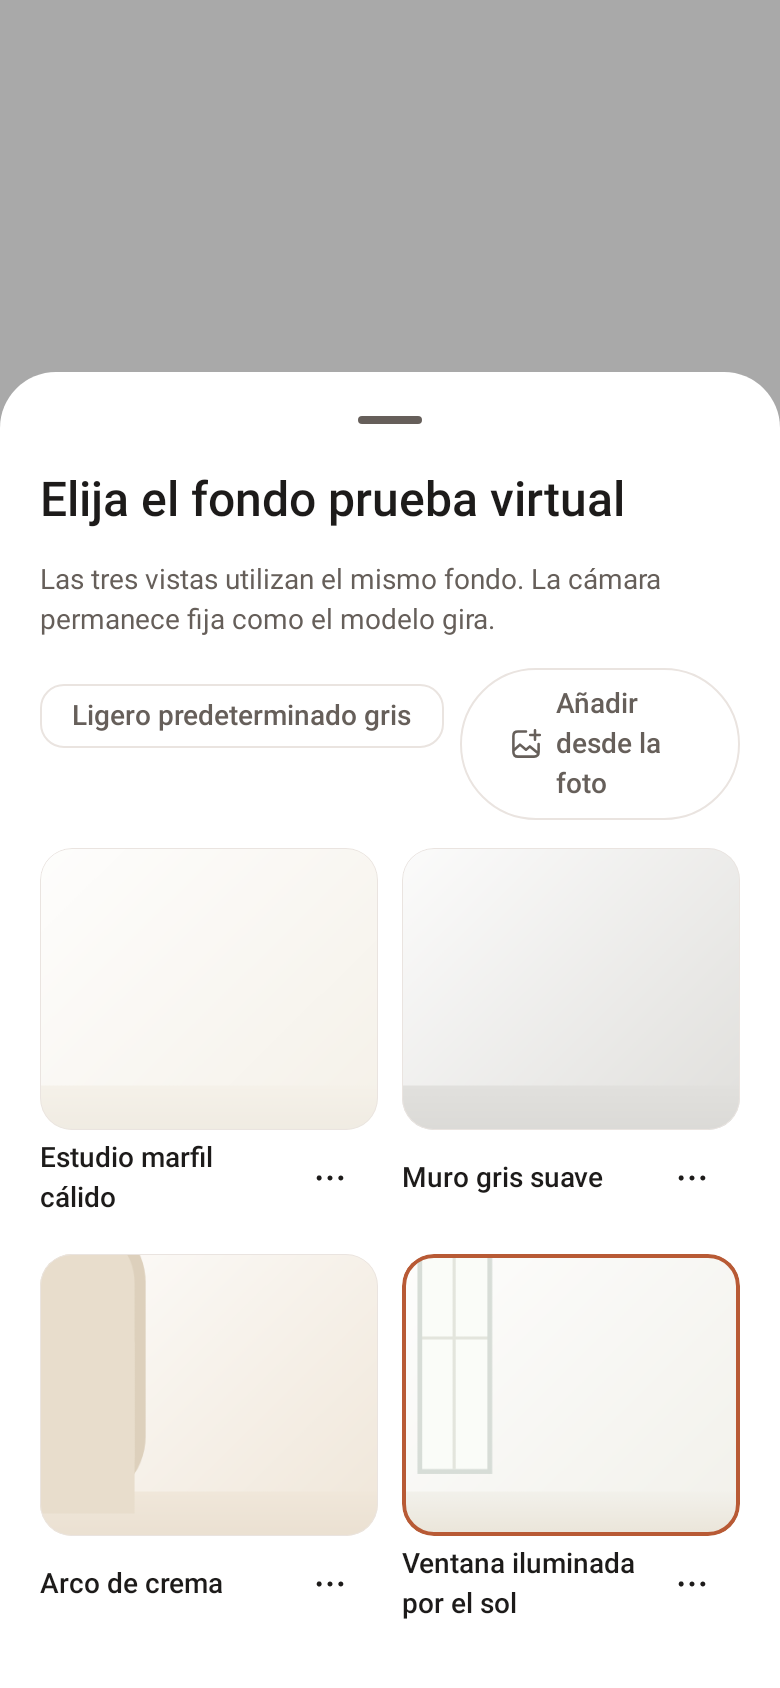 Elija el fondo prueba virtual
Las tres vistas utilizan el mismo fondo. La cámara
permanece fija como el modelo gira.
Ligero predeterminado gris
Añadir
desde la
foto
Estudio marfil
cálido
Muro gris suave
Arco de crema
Ventana iluminada
por el sol